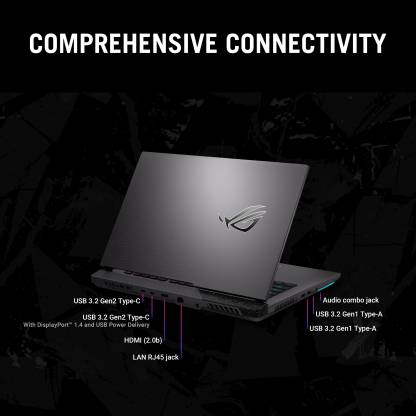 COMPREHENSIVE CONNECTIVITY
USB 3.2 Gen2 Type-C
USB 3.2 Gen2 Type-C
With DisplayPort™ 1.4 and USB Power Delivery
HDMI (2.0b)
LAN RJ45 jack
Audio combo jack
USB 3.2 Gen1 Type-A
USB 3.2 Gen1 Type-A